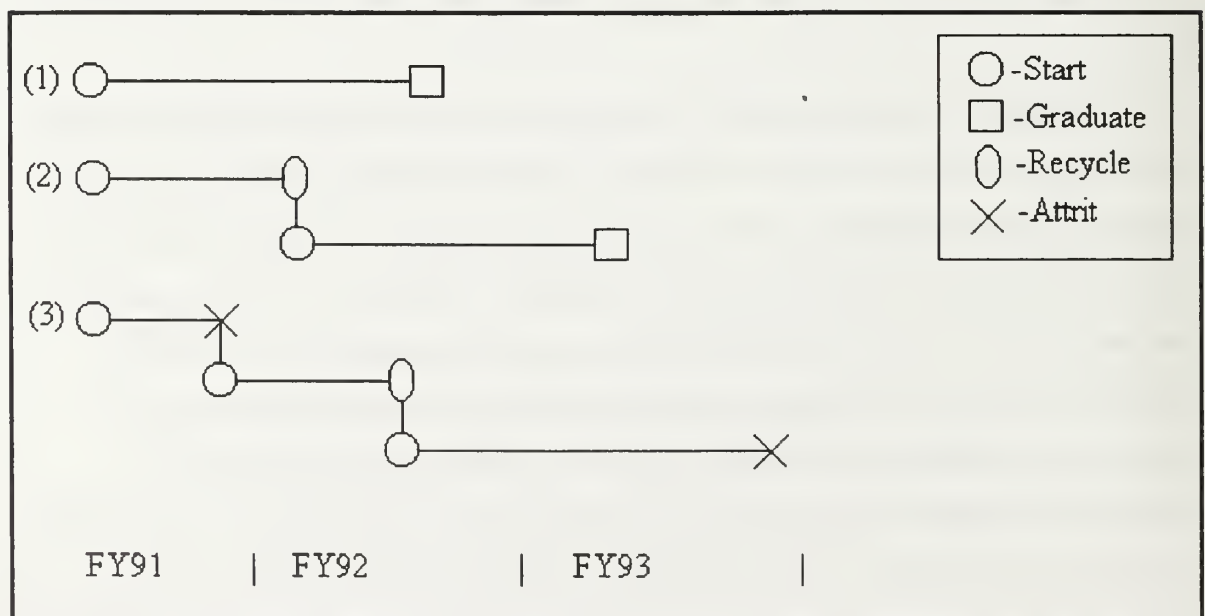 (1)
-Start
-Graduate
(2)
-Recycle
-Attrit
(3)
FY91 | FY92 | FY93 |